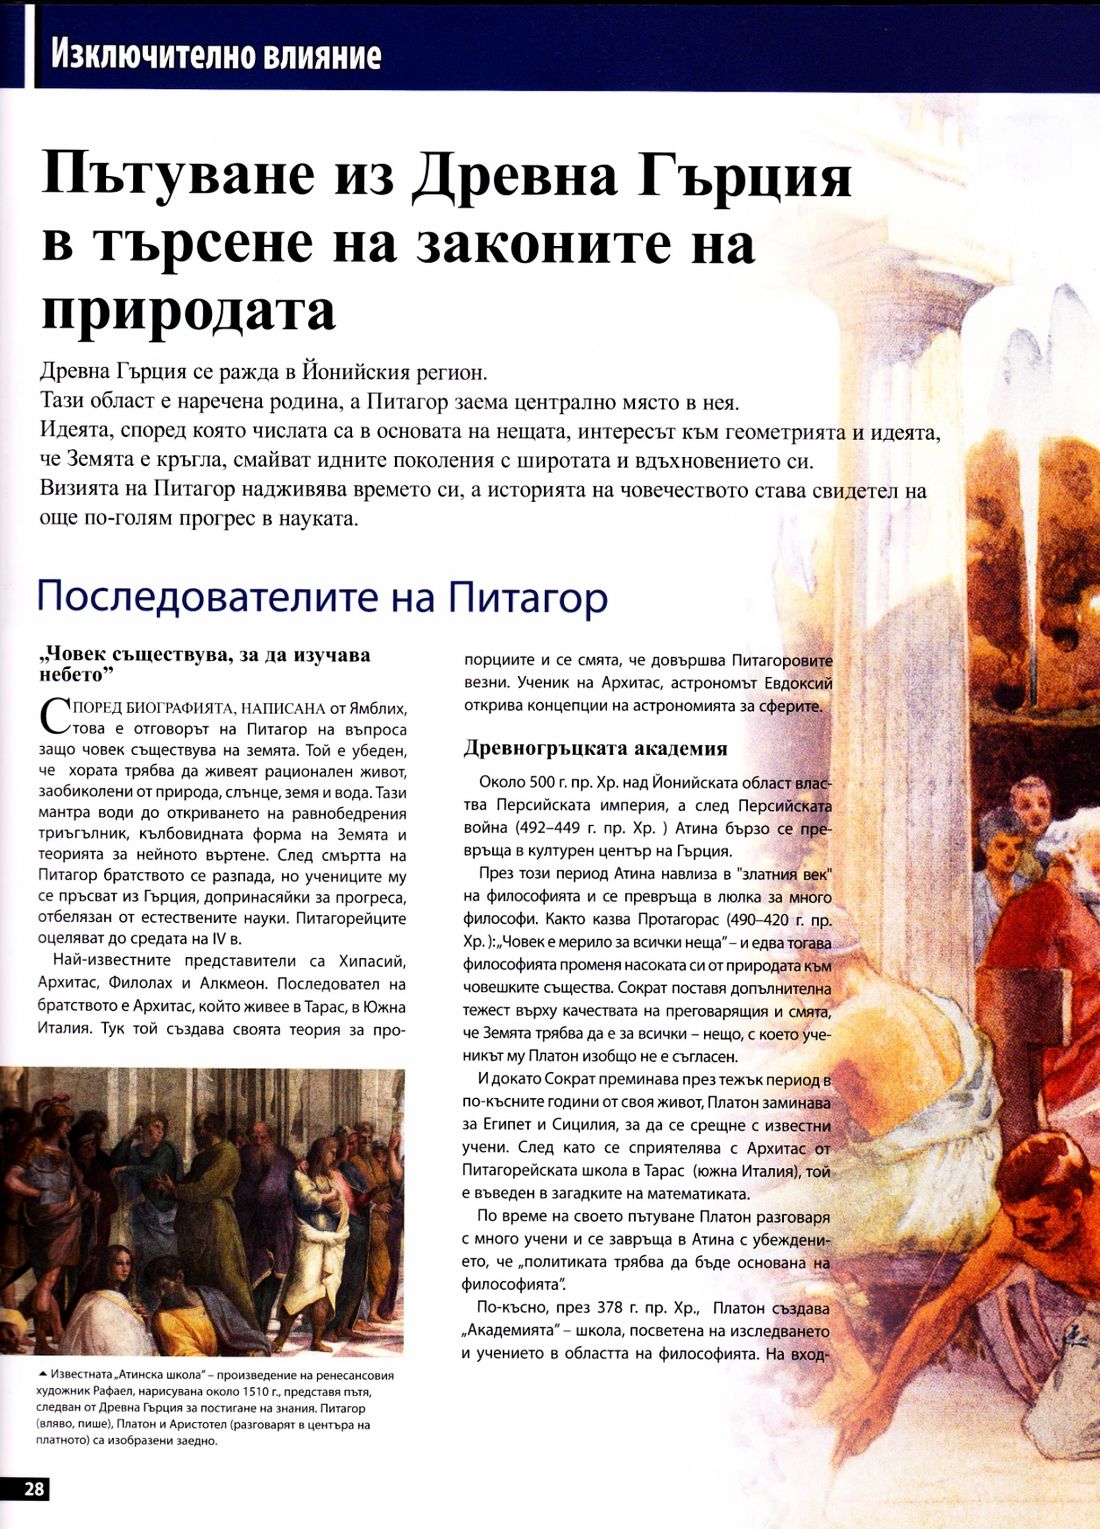 Изключително влияние
Пътуване из Древна Гърция
в търсене на законите на
природата
Древна Гърция се ражда в Йонийския регион.
Тази област е наречена родина, а Питагор заема централно място в нея.
Идеята, според която числата са в основата на нещата, интересът към геометрията и идеята,
че Земята е кръгла, смайват идните поколения с широтата и вдъхновението си.
Визията на Питагор надживява времето си, а историята на човечеството става свидетел на
още по-голям прогрес в науката.
Последователите на Питагор
„Човек съществува, за да изучава
небето”
СПОРЕД БИОГРАФИЯТА, НАПИСАНА от Ямблих,
това е отговорът на Питагор на въпроса
защо човек съществува на земята. Той е убеден,
че хората трябва да живеят рационален живот,
заобиколени от природа, слънце, земя и вода. Тази
мантра води до откриването на равнобедрения
триъгълник, кълбовидната форма на Земята и
теорията за нейното въртене. След смъртта на
Питагор братството се разпада, но учениците му
се пръсват из Гърция, допринасяйки за прогреса,
отбелязан от естествените науки. Питагорейците
оцеляват до средата на IV в.
Най-известните представители са Хипасий,
Архитас, Филолах и Алкмеон. Последовател на
братството е Архитас, който живее в Тарас, в Южна
Италия. Тук той създава своята теория за про-
порциите и се смята, че довършва Питагоровите
везни. Ученик на Архитас, астрономът Евдоксий
открива концепции на астрономията за сферите.
Древногръцката академия
Около 500 г. пр. Хр. над Йонийската област влас-
тва Персийската империя, а след Персийската
война (492–449 г. пр. Хр. ) Атина бързо се пре-
връща в културен център на Гърция.
През този период Атина навлиза в "златния век"
на философията и се превръща в люлка за много
философи. Както казва Протагорас (490–420 г. пр.
Хр. ):„Човек е мерило за всички неща” – и едва тогава
философията променя насоката си от природата към
човешките същества. Сократ поставя допълнителна
тежест върху качествата на преговарящия и смята,
че Земята трябва да е за всички – нещо, с което уче-
никът му Платон изобщо не е съгласен.
И докато Сократ преминава през тежък период в
по-късните години от своя живот, Платон заминава
за Египет и Сицилия, за да се срещне с известни
учени. След като се сприятелява с Архитас от
Питагорейската школа в Тарас (южна Италия), той
е въведен в загадките на математиката.
По време на своето пътуване Платон разговаря
с много учени и се завръща в Атина с убеждени-
ето, че „политиката трябва да бъде основана на
философията”.
По-късно, през 378 г. пр. Хр., Платон създава
„Академията” – школа, посветена на изследването
и учението в областта на философията. На вход-
Известната „Атинска школа” – произведение на ренесансовия
художник Рафаел, нарисувана около 1510 г., представя пътя,
следван от Древна Гърция за постигане на знания. Питагор
(вляво, пише), Платон и Аристотел (разговарят в центъра на
платното) са изобразени заедно.
28